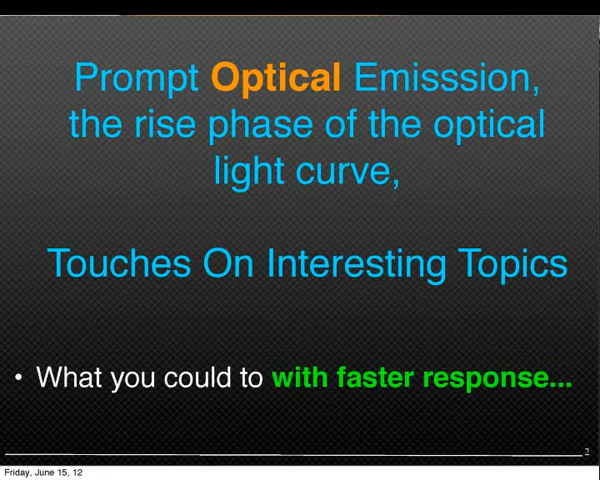 Prompt Optical Emisssion,
the rise phase of the optical
light curve,
Touches On Interesting Topics
• What you could to with faster response...
2
Friday, June 15, 12